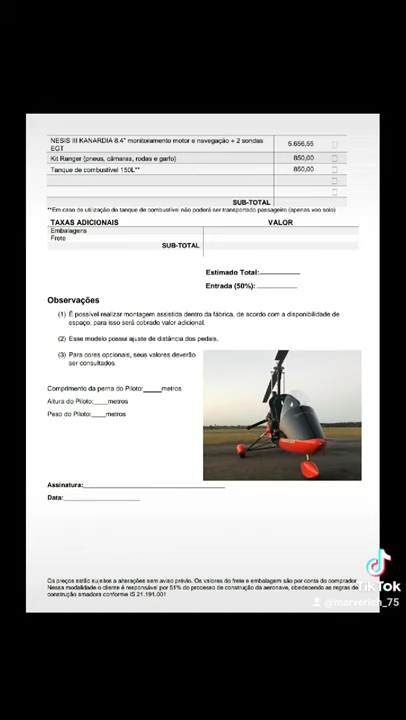 NESIS III KANARDIA 8.4" monitoramento motor e navegação + 2 sondas
EGT
5.656,55
Kit Ranger (pneus, câmaras, rodas e garfo)
850,00
Tanque de combustível 150L**
850,00
SUB-TOTAL
**Em caso de utilização do tanque de combustível não poderá ser transportado passageiro (apenas voo solo)
TAXAS ADICIONAIS
VALOR
Embalagens
Frete
SUB-TOTAL
Estimado Total:
Entrada (50%):
Observações
(1) É possível realizar montagem assistida dentro da fábrica, de acordo com a disponibilidade de
espaço, para isso será cobrado valor adicional.
(2) Esse modelo possui ajuste de distância dos pedais.
(3) Para cores opcionais, seus valores deverão
ser consultados.
Comprimento da perna do Piloto:_____metros
Altura do Piloto:____metros
Peso do Piloto:____metros
Assinatura:
Data:
Os preços estão sujeitos a alterações sem aviso prévio. Os valores do frete e embalagem são por conta do comprador.
Nessa modalidade o cliente é responsável por 51% do processo de construção da aeronave, obedecendo as regras de
construção amadora conforme IS 21.191.001
TikTok
@marverich_75